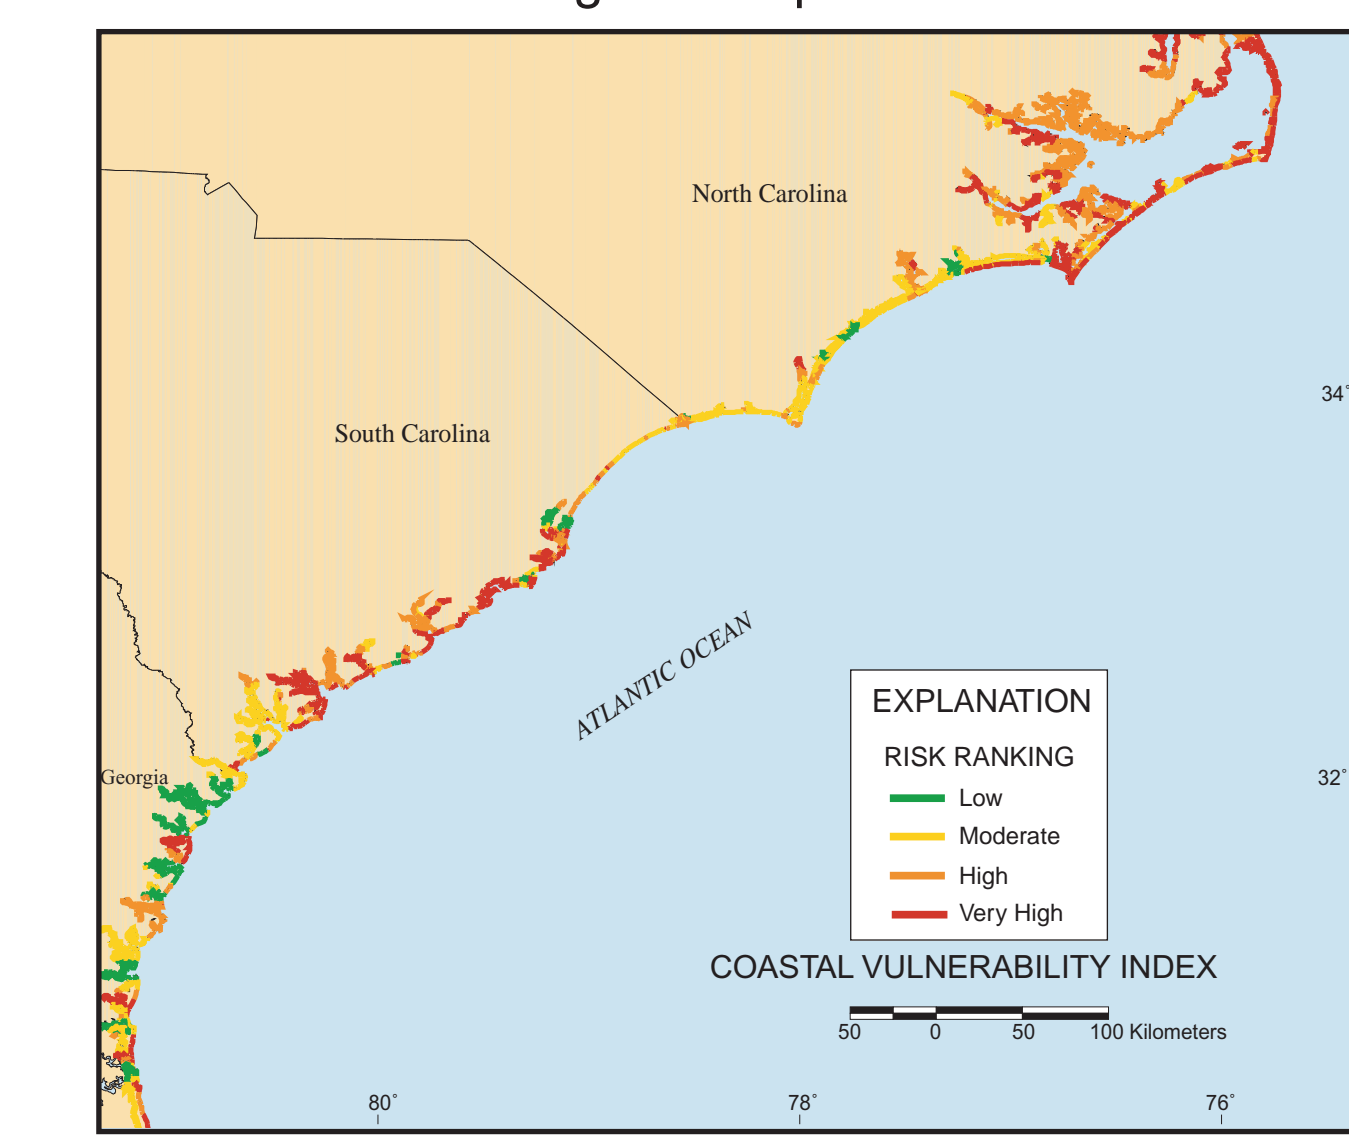 North Carolina
34°
South Carolina
ATLANTIC OCEAN
EXPLANATION
RISK RANKING
Georgia
32°
Low
Moderate
High
Very High
COASTAL VULNERABILITY INDEX
50 0 50 100 Kilometers
80° 78° 76°